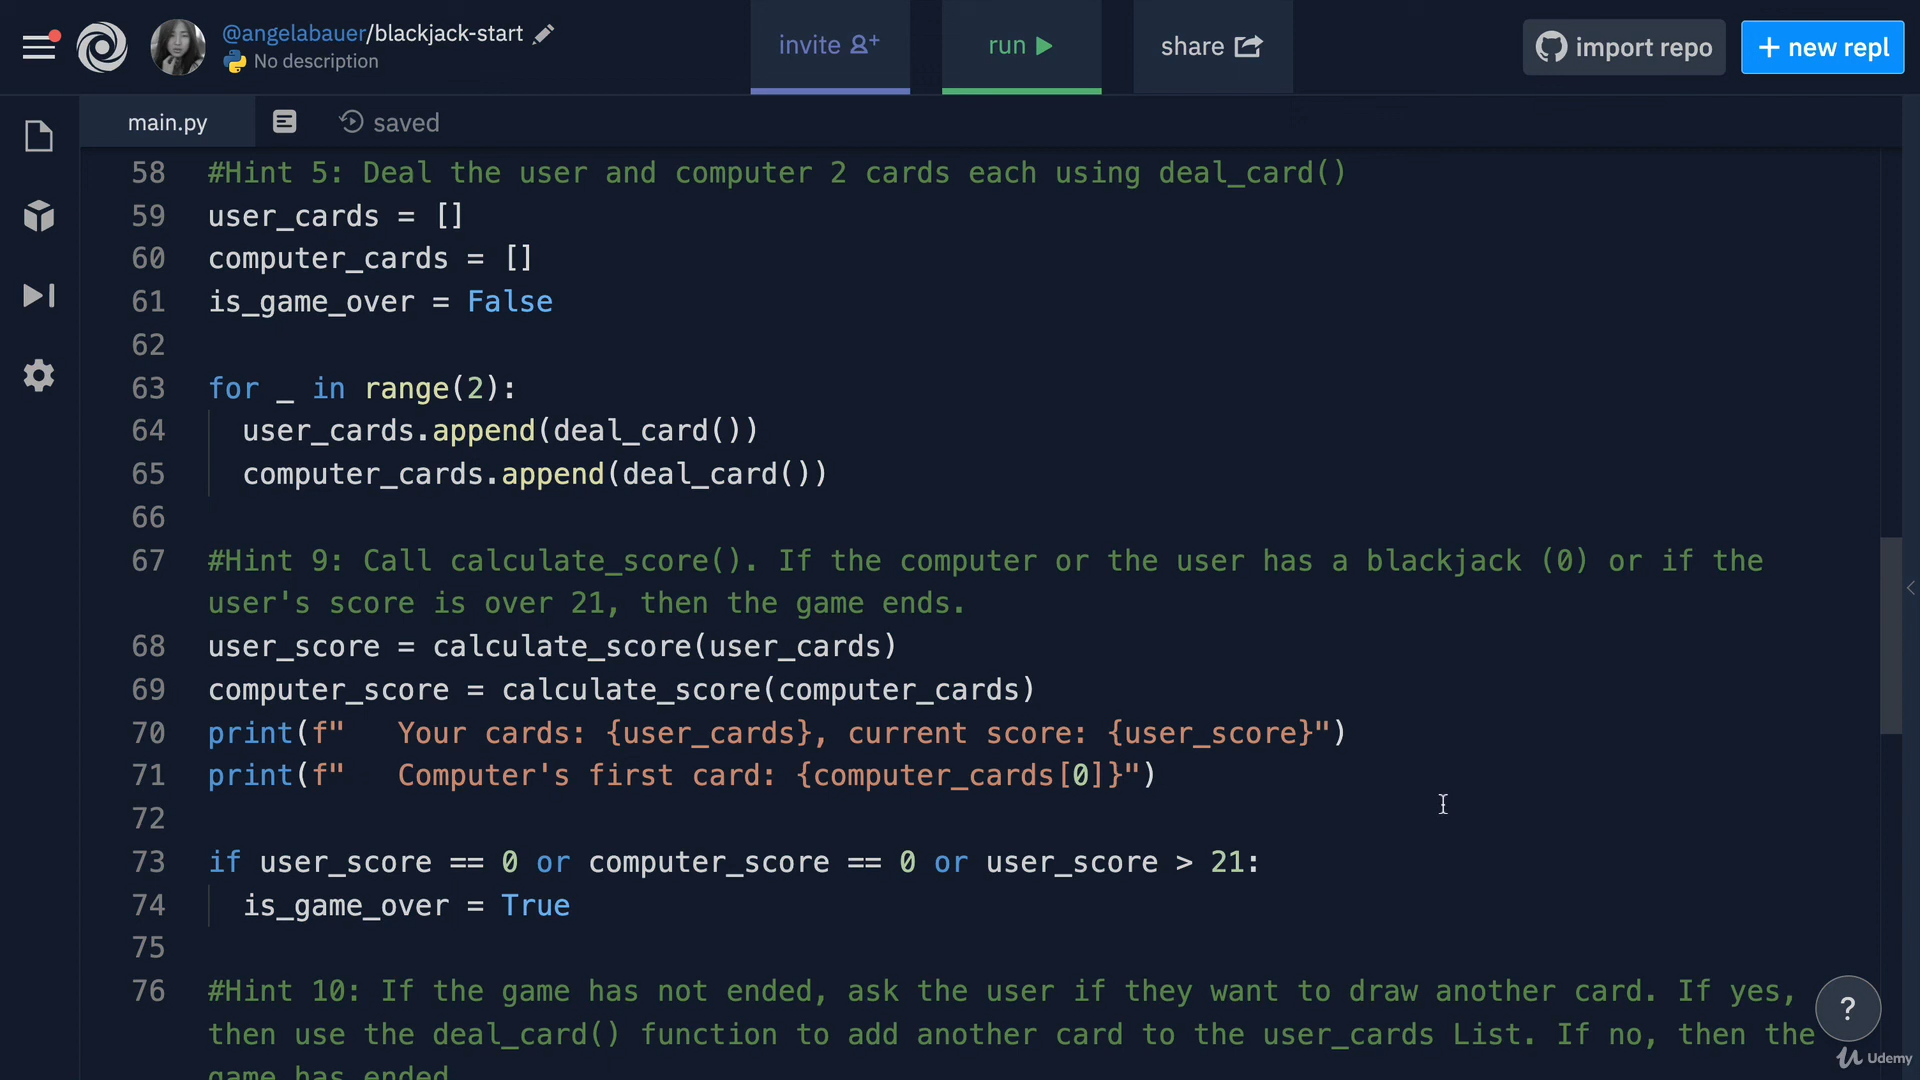 @angelabauer/blackjack-start
No description
invite
run
share
import repo
+ new repl
main.py
saved
58 #Hint 5: Deal the user and computer 2 cards each using deal_card()
59 user_cards = []
60 computer_cards = []
61 is_game_over = False
62
63 for _ in range(2):
64 user_cards.append(deal_card())
65 computer_cards.append(deal_card())
66
67 #Hint 9: Call calculate_score(). If the computer or the user has a blackjack (0) or if the
user's score is over 21, then the game ends.
68 user_score = calculate_score(user_cards)
69 computer_score = calculate_score(computer_cards)
70 print(f"   Your cards: {user_cards}, current score: {user_score}")
71 print(f"   Computer's first card: {computer_cards[0]}")
72
73 if user_score == 0 or computer_score == 0 or user_score > 21:
74 is_game_over = True
75
76 #Hint 10: If the game has not ended, ask the user if they want to draw another card. If yes,
then use the deal_card() function to add another card to the user_cards List. If no, then the
game has ended
?
Udemy